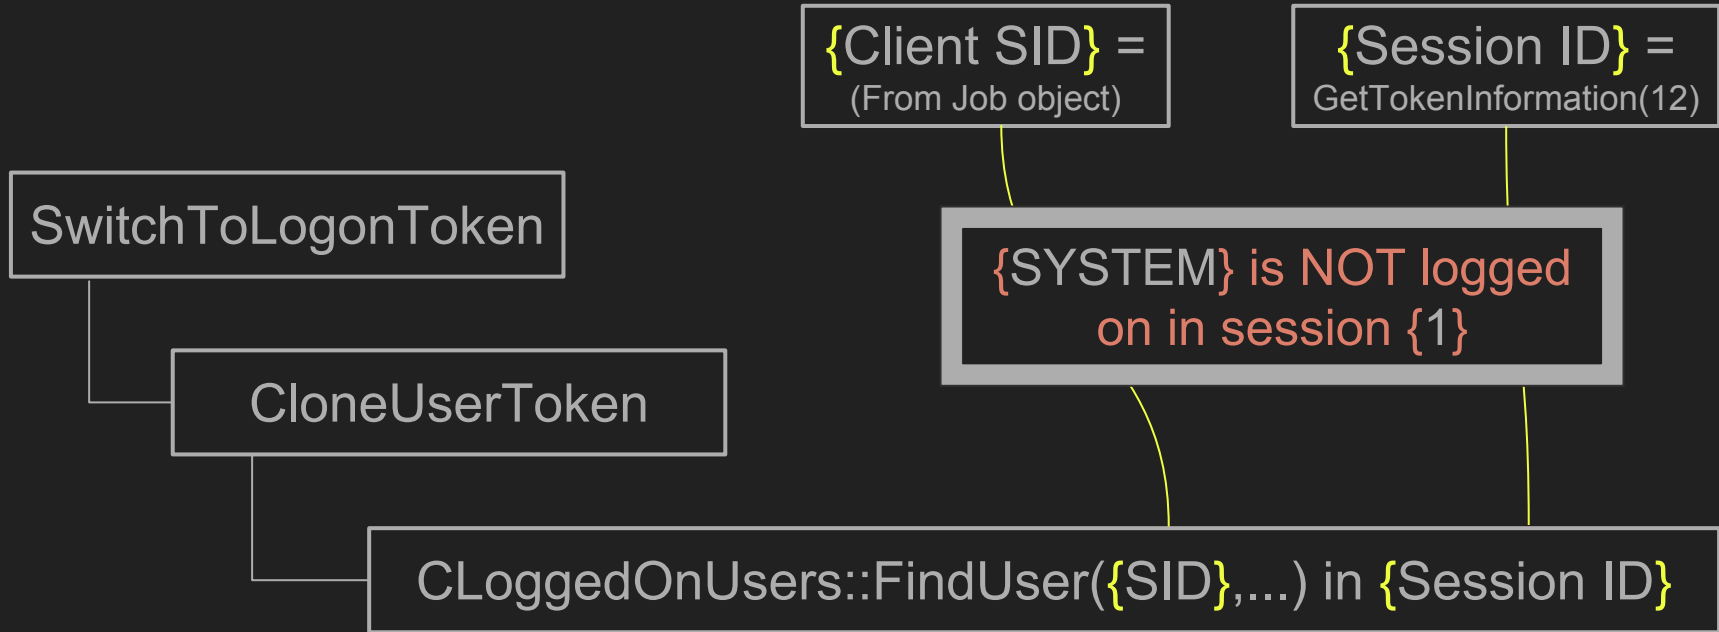 {Client SID} =
(From Job object)
{Session ID} =
GetTokenInformation(12)
SwitchToLogonToken
{SYSTEM} is NOT logged
on in session {1}
CloneUserToken
CLoggedOnUsers::FindUser({SID},...) in {Session ID}